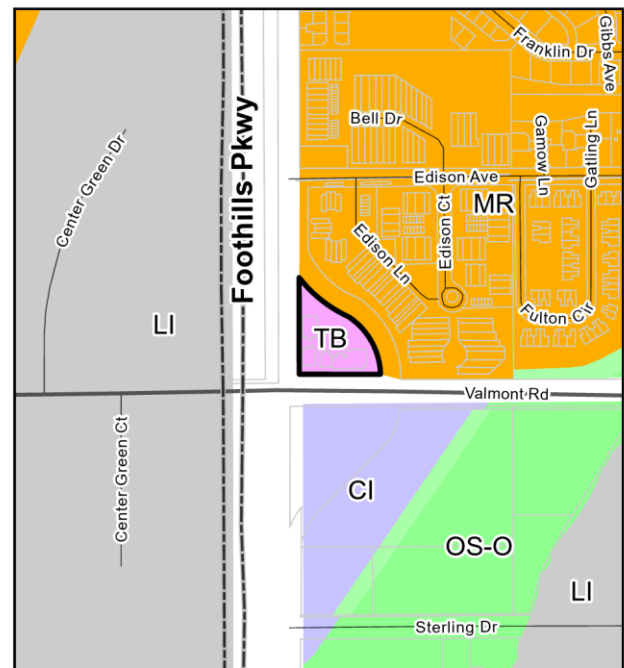 Franklin Dr
Gibbs Ave
Bell Dr
Gamow Ln
Gatling Ln
Center Green Dr
Foothills Pkwy
Edison Ave
MR
Edison Ct
Edison Ln
Fulton Cir
LI
TB
Valmont Rd
Center Green Ct
CI
OS-O
LI
Sterling Dr